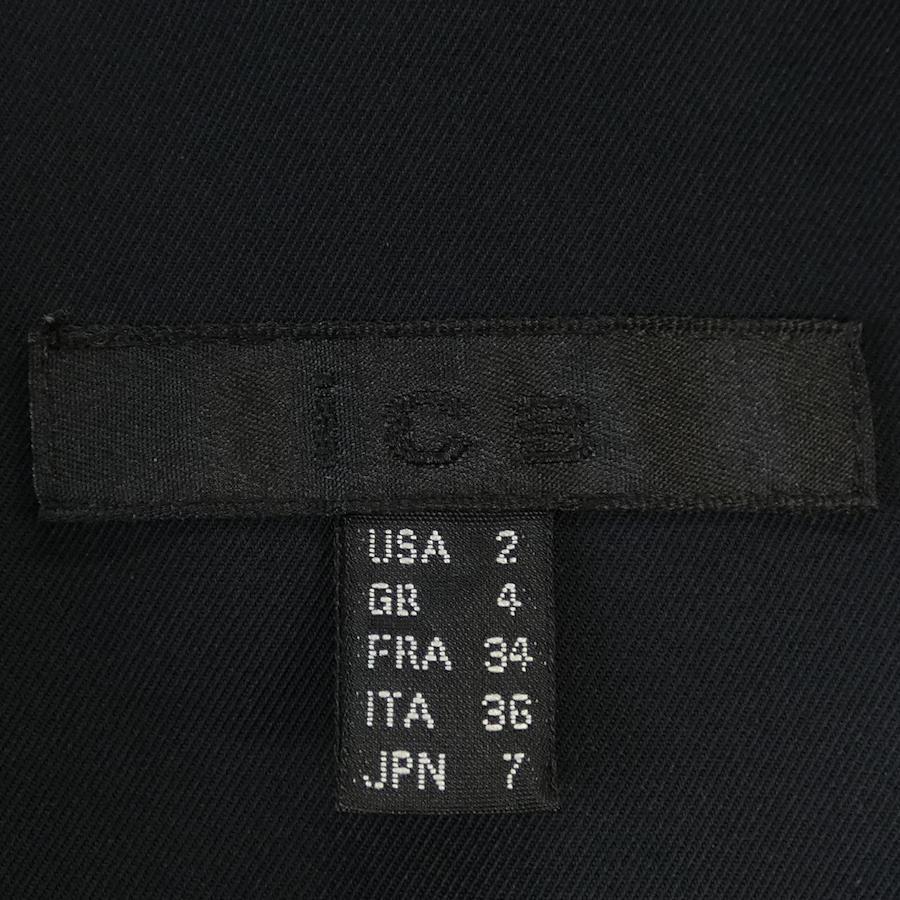 iCB
USA 2
GB 4
FRA 34
ITA 36
JPN 7